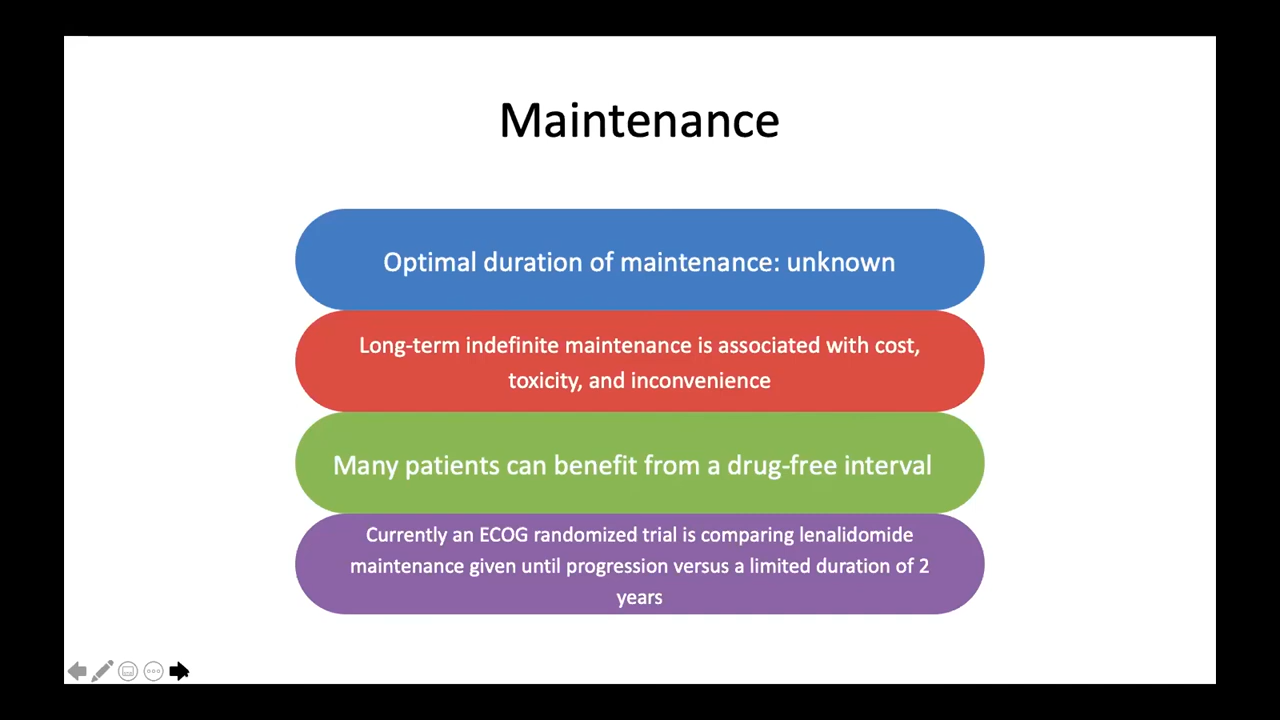 Maintenance
Optimal duration of maintenance: unknown
Long-term indefinite maintenance is associated with cost,
toxicity, and inconvenience
Many patients can benefit from a drug-free interval
Currently an ECOG randomized trial is comparing lenalidomide
maintenance given until progression versus a limited duration of 2
years